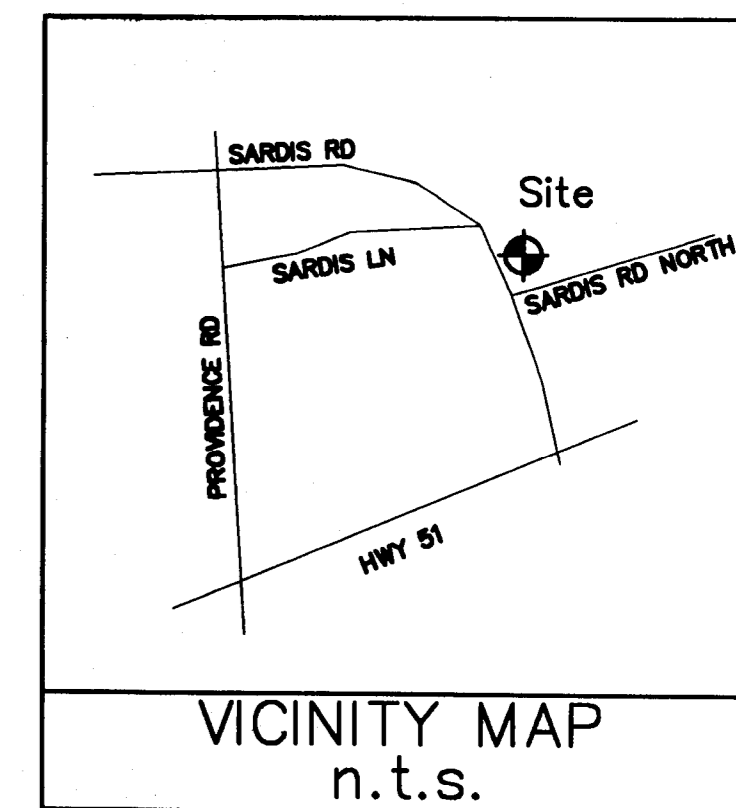 SARDIS RD
Site
SARDIS LN
SARDIS RD NORTH
PROVIDENCE RD
HWY 51
VICINITY MAP
n.t.s.